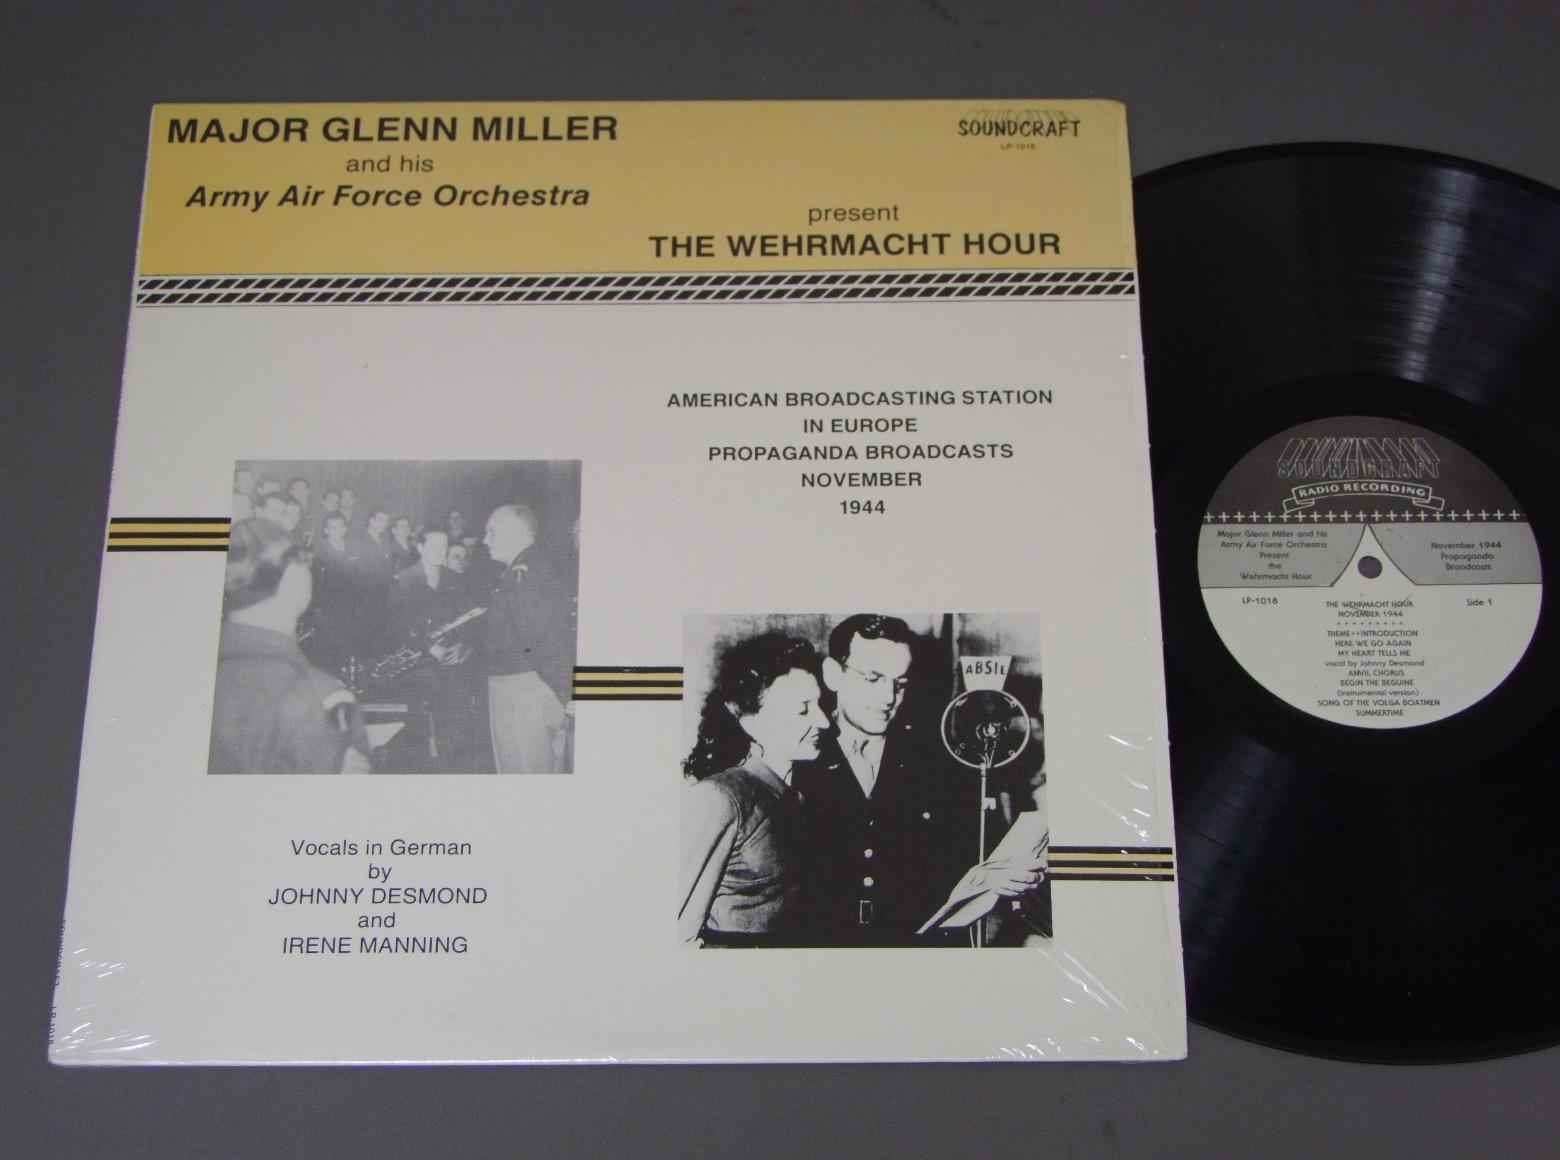 MAJOR GLENN MILLER
and his
Army Air Force Orchestra
SOUNDCRAFT
LP-1018
present
THE WEHRMACHT HOUR
AMERICAN BROADCASTING STATION
IN EUROPE
PROPAGANDA BROADCASTS
NOVEMBER
1944
ABSIE
Vocals in German
by
JOHNNY DESMOND
and
IRENE MANNING
SOUNDCRAFT LP-1018
SOUNDCRAFT
RADIO RECORDING
Major Glenn Miller and his
Army Air Force Orchestra
Present
the
Wehrmacht Hour
November 1944
Propaganda
Broadcasts
LP-1018
Side 1
THE WEHRMACHT HOUR
NOVEMBER 1944
+ + + + + + + + +
THEME++INTRODUCTION
HERE WE GO AGAIN
MY HEART TELLS ME
vocal by Johnny Desmond
ANVIL CHORUS
BEGIN THE BEGUINE
(instrumental version)
SONG OF THE VOLGA BOATMEN
SUMMERTIME